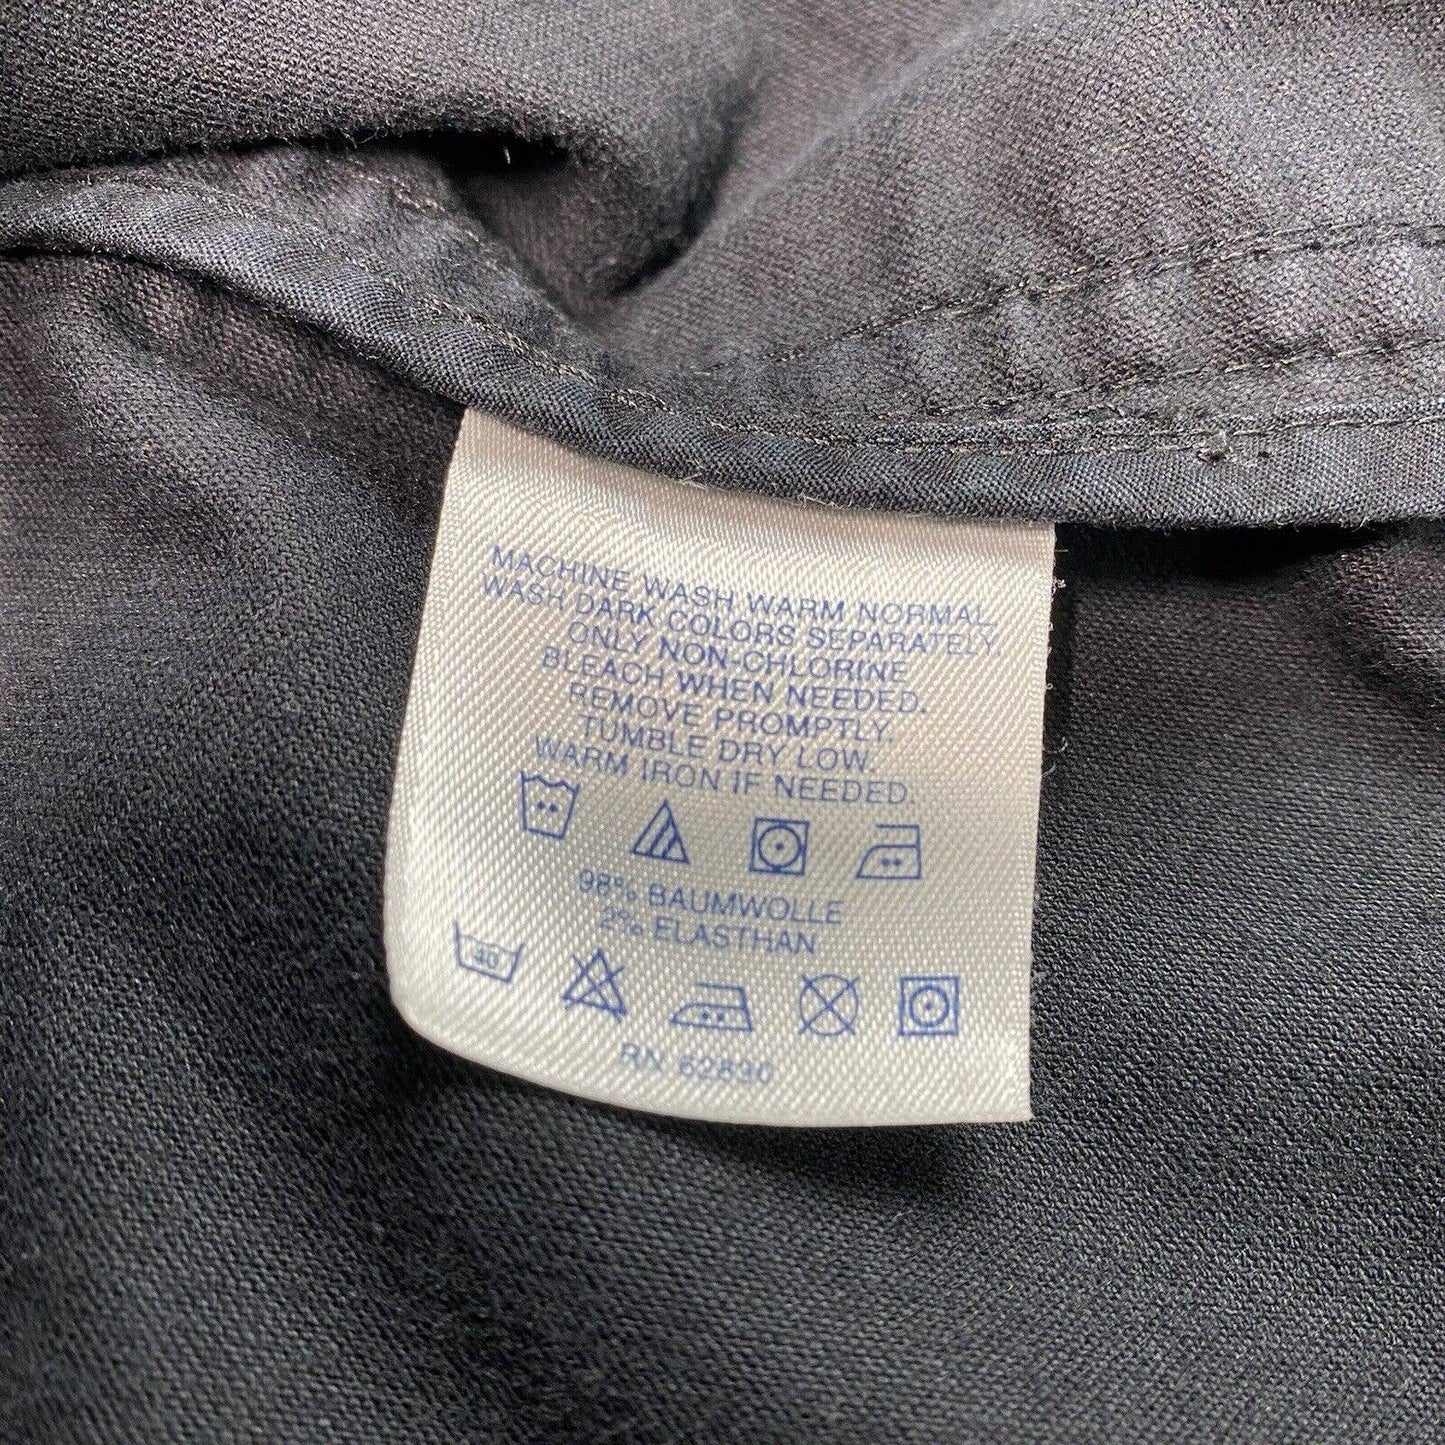 MACHINE WASH WARM NORMAL.
WASH DARK COLORS SEPARATELY.
ONLY NON-CHLORINE
BLEACH WHEN NEEDED.
REMOVE PROMPTLY.
TUMBLE DRY LOW.
WARM IRON IF NEEDED.
98% BAUMWOLLE
2% ELASTHAN
40
RN 62830